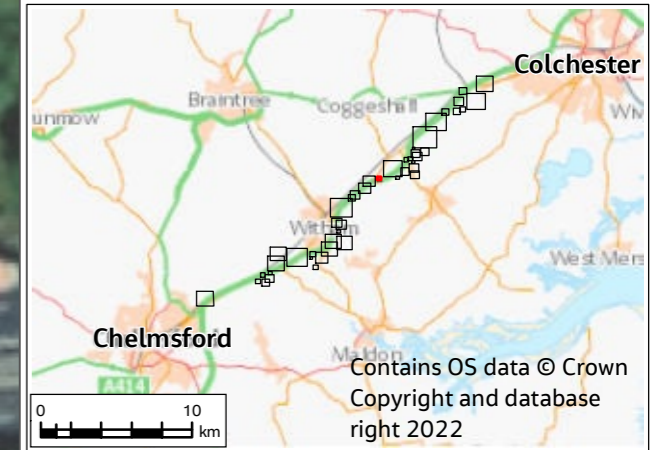 Colchester
Braintree
Coggeshall
unmow
Witham
West Mers
Chelmsford
Maldon
A414
Contains OS data © Crown
Copyright and database
right 2022
0 10
km